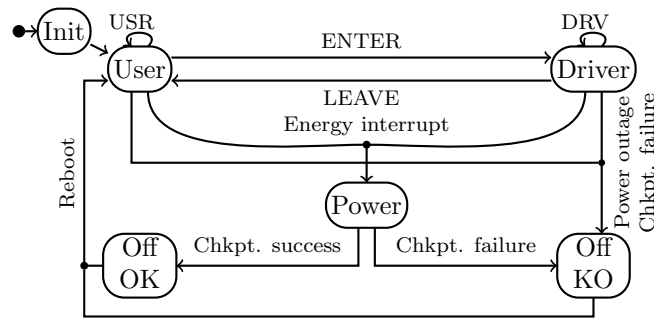 USR
DRV
Init
ENTER
User
Driver
LEAVE
Energy interrupt
Reboot
Power outage
Chkpt. failure
Power
Off
OK
Chkpt. success
Chkpt. failure
Off
KO